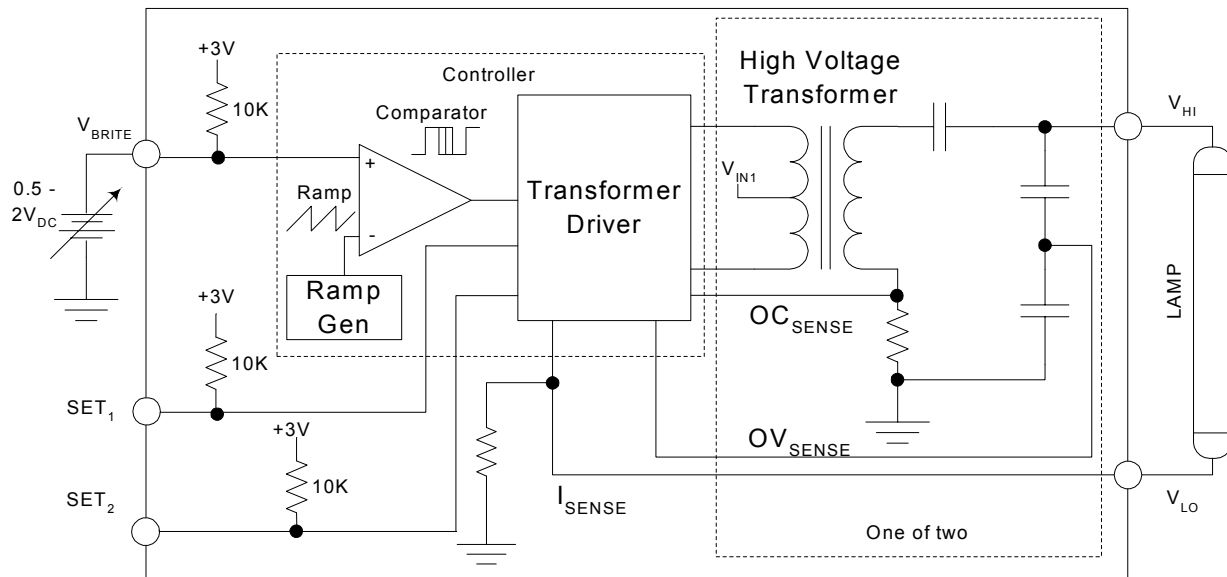 +3V
10K
V_BRITE
0.5 -
2V_DC
Controller
Comparator
Ramp
+
-
Ramp
Gen
Transformer
Driver
High Voltage
Transformer
V_IN1
V_HI
LAMP
V_LO
+3V
10K
SET_1
+3V
10K
SET_2
OC_SENSE
OV_SENSE
I_SENSE
One of two